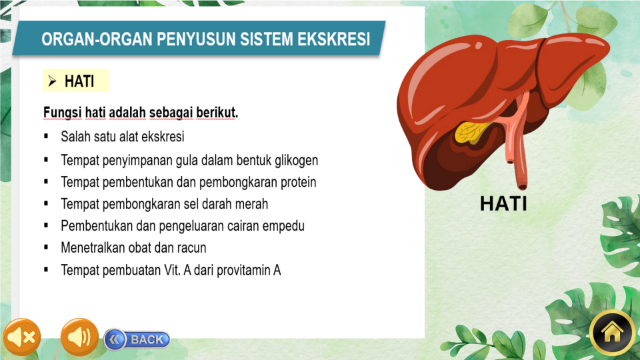 ORGAN-ORGAN PENYUSUN SISTEM EKSKRESI
HATI
Fungsi hati adalah sebagai berikut.
Salah satu alat ekskresi
Tempat penyimpanan gula dalam bentuk glikogen
Tempat pembentukan dan pembongkaran protein
Tempat pembongkaran sel darah merah
Pembentukan dan pengeluaran cairan empedu
Menetralkan obat dan racun
Tempat pembuatan Vit. A dari provitamin A
HATI
BACK